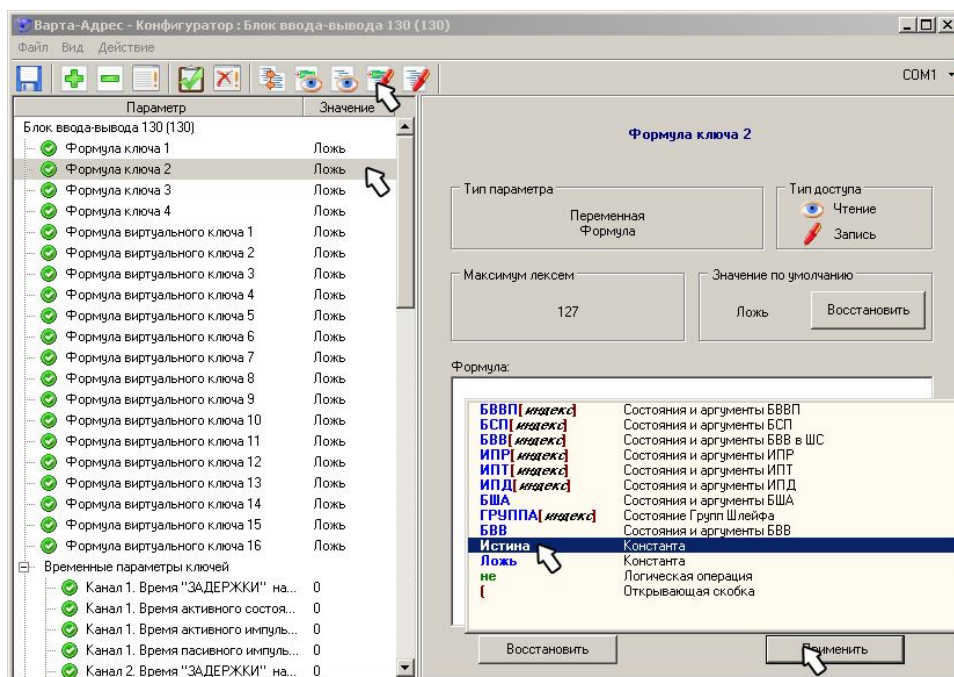 Варта-Адрес - Конфигуратор : Блок ввода-вывода 130 (130)
Файл Вид Действие
COM1
Параметр Значение
Блок ввода-вывода 130 (130)
Формула ключа 1 Ложь
Формула ключа 2 Ложь
Формула ключа 3 Ложь
Формула ключа 4 Ложь
Формула виртуального ключа 1 Ложь
Формула виртуального ключа 2 Ложь
Формула виртуального ключа 3 Ложь
Формула виртуального ключа 4 Ложь
Формула виртуального ключа 5 Ложь
Формула виртуального ключа 6 Ложь
Формула виртуального ключа 7 Ложь
Формула виртуального ключа 8 Ложь
Формула виртуального ключа 9 Ложь
Формула виртуального ключа 10 Ложь
Формула виртуального ключа 11 Ложь
Формула виртуального ключа 12 Ложь
Формула виртуального ключа 13 Ложь
Формула виртуального ключа 14 Ложь
Формула виртуального ключа 15 Ложь
Формула виртуального ключа 16 Ложь
Временные параметры ключей
Канал 1. Время "ЗАДЕРЖКИ" на... 0
Канал 1. Время активного состоя... 0
Канал 1. Время активного импуль... 0
Канал 1. Время пасивного импуль... 0
Канал 2. Время "ЗАДЕРЖКИ" на... 0
Формула ключа 2
Тип параметра
Переменная
Формула
Тип доступа
Чтение
Запись
Максимум лексем
127
Значение по умолчанию
Ложь Восстановить
Формула:
БВВП[индекс] Состояния и аргументы БВВП
БСП[индекс] Состояния и аргументы БСП
БВВ[индекс] Состояния и аргументы БВВ в ШС
ИПР[индекс] Состояния и аргументы ИПР
ИПТ[индекс] Состояния и аргументы ИПТ
ИПД[индекс] Состояния и аргументы ИПД
БША Состояния и аргументы БША
ГРУППА[индекс] Состояние Групп Шлейфа
БВВ Состояния и аргументы БВВ
Истина Константа
Ложь Константа
не Логическая операция
( Открывающая скобка
Восстановить Применить